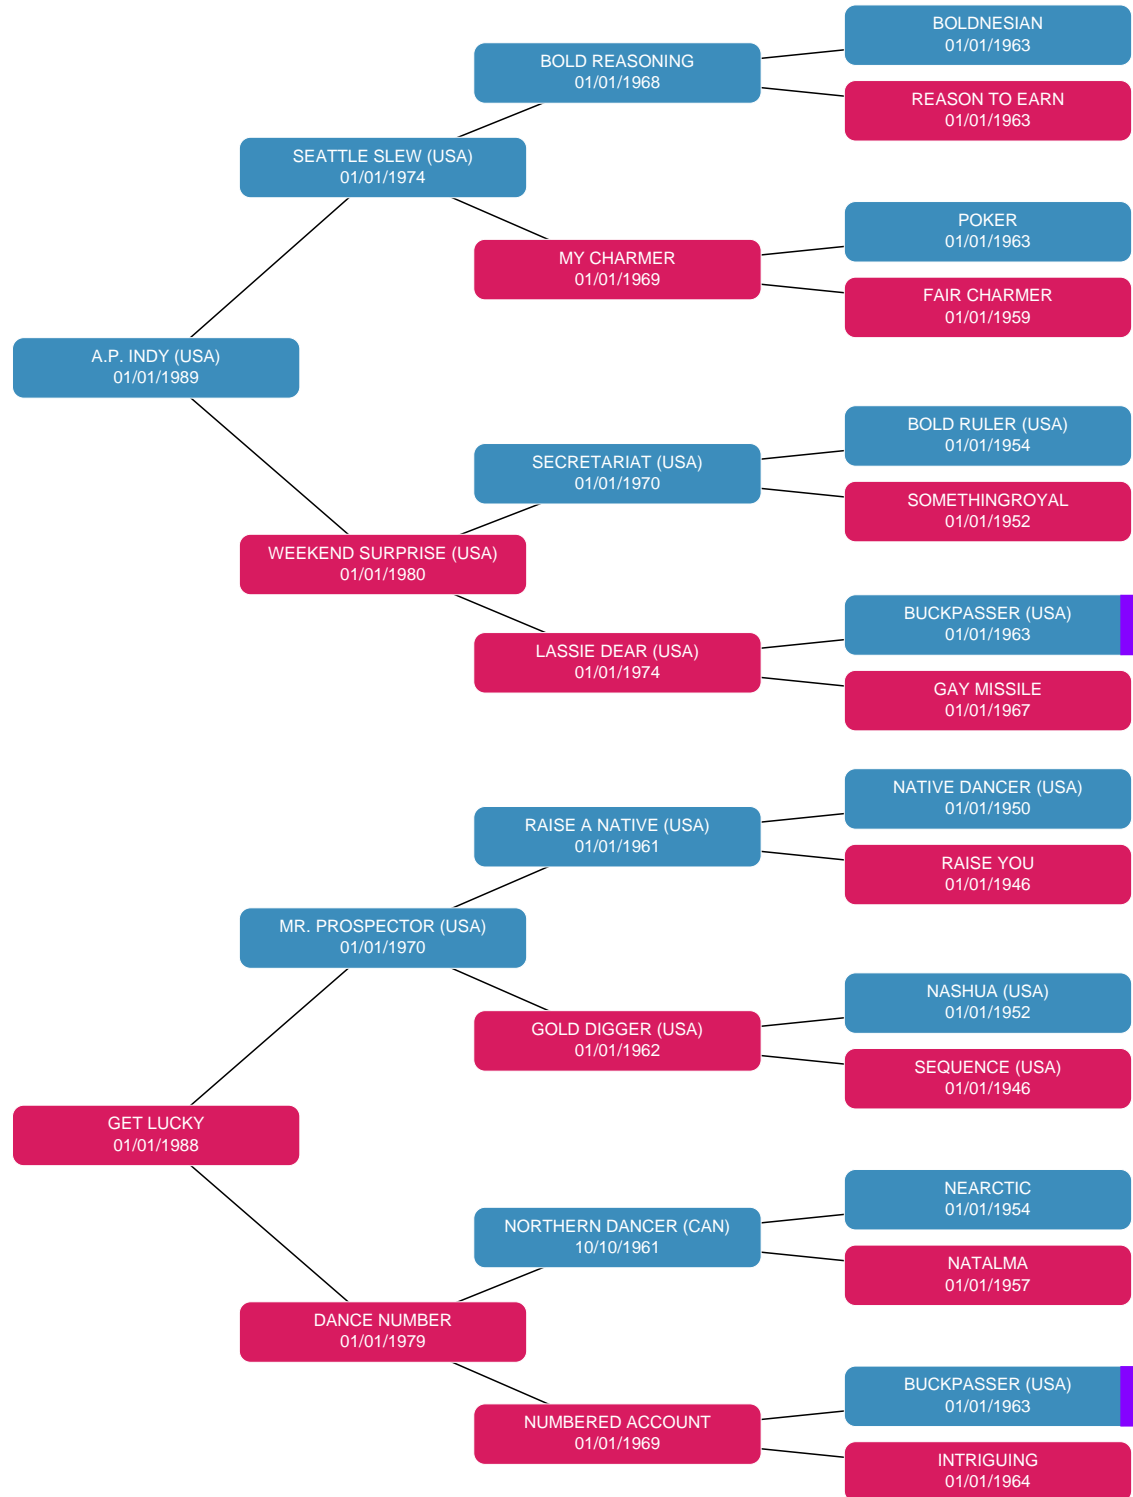 BOLDNESIAN
01/01/1963
BOLD REASONING
01/01/1968
REASON TO EARN
01/01/1963
SEATTLE SLEW (USA)
01/01/1974
POKER
01/01/1963
MY CHARMER
01/01/1969
FAIR CHARMER
01/01/1959
A.P. INDY (USA)
01/01/1989
BOLD RULER (USA)
01/01/1954
SECRETARIAT (USA)
01/01/1970
SOMETHINGROYAL
01/01/1952
WEEKEND SURPRISE (USA)
01/01/1980
BUCKPASSER (USA)
01/01/1963
LASSIE DEAR (USA)
01/01/1974
GAY MISSILE
01/01/1967
NATIVE DANCER (USA)
01/01/1950
RAISE A NATIVE (USA)
01/01/1961
RAISE YOU
01/01/1946
MR. PROSPECTOR (USA)
01/01/1970
NASHUA (USA)
01/01/1952
GOLD DIGGER (USA)
01/01/1962
SEQUENCE (USA)
01/01/1946
GET LUCKY
01/01/1988
NEARCTIC
01/01/1954
NORTHERN DANCER (CAN)
10/10/1961
NATALMA
01/01/1957
DANCE NUMBER
01/01/1979
BUCKPASSER (USA)
01/01/1963
NUMBERED ACCOUNT
01/01/1969
INTRIGUING
01/01/1964